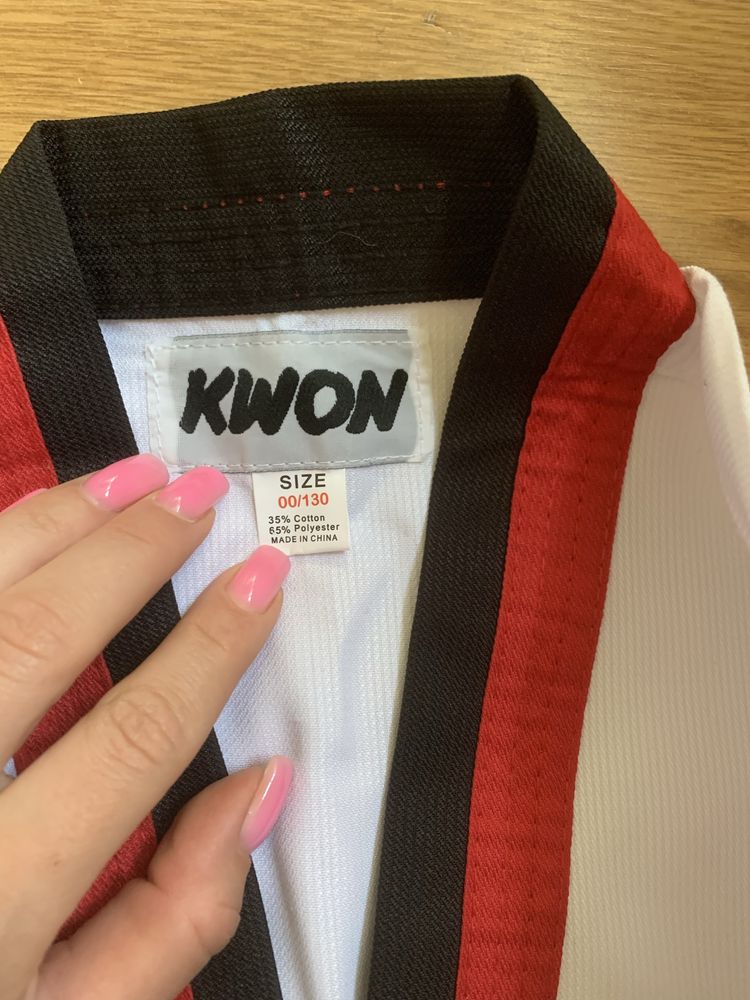 KWON
SIZE
00/130
35% Cotton
65% Polyester
MADE IN CHINA